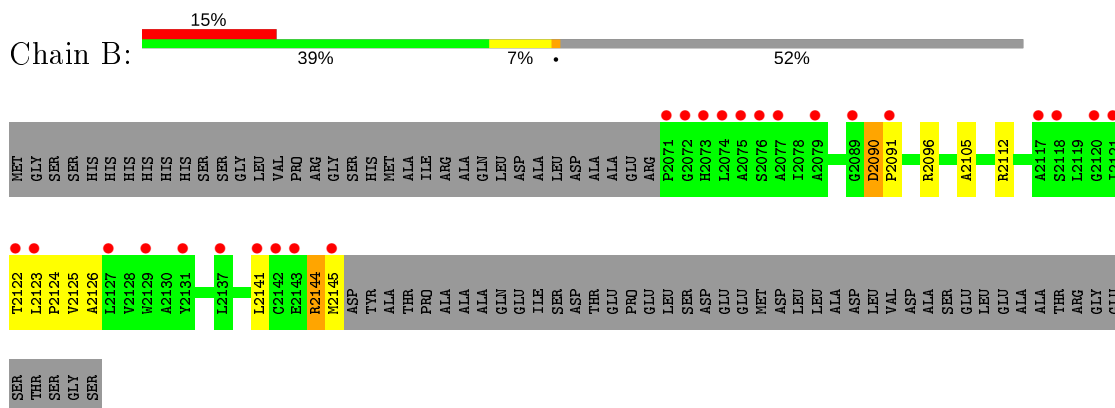 15%
Chain B:
39% 7% • 52%
MET GLY SER SER HIS HIS HIS HIS HIS HIS SER SER GLY LEU VAL PRO ARG GLY SER HIS MET ALA ILE ARG ALA GLN LEU ASP ALA LEU ASP ALA ALA GLU ARG P2071 G2072 H2073 L2074 A2075 S2076 A2077 I2078 A2079 G2089 D2090 P2091 R2096 A2105 R2112 A2117 S2118 L2119 G2120 I2121
T2122 L2123 P2124 V2125 A2126 L2127 V2128 W2129 A2130 Y2131 L2137 L2141 C2142 E2143 R2144 M2145 ASP TYR ALA THR PRO ALA ALA ALA GLN GLU ILE SER ASP THR GLU PRO GLU LEU SER ASP GLU GLU MET ASP LEU LEU ALA ASP LEU VAL ASP ALA SER GLU LEU GLU ALA ALA THR ARG GLY GLU
SER THR SER GLY SER